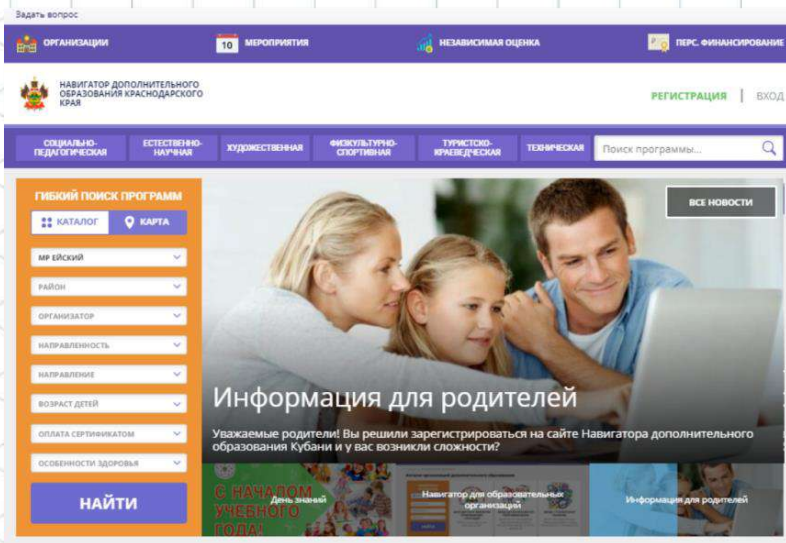 Задать вопрос
ОРГАНИЗАЦИИ
10 МЕРОПРИЯТИЯ
НЕЗАВИСИМАЯ ОЦЕНКА
ПЕРС. ФИНАНСИРОВАНИЕ
НАВИГАТОР ДОПОЛНИТЕЛЬНОГО
ОБРАЗОВАНИЯ КРАСНОДАРСКОГО
КРАЯ
РЕГИСТРАЦИЯ | ВХОД
СОЦИАЛЬНО-
ПЕДАГОГИЧЕСКАЯ
ЕСТЕСТВЕННО-
НАУЧНАЯ
ХУДОЖЕСТВЕННАЯ
ФИЗКУЛЬТУРНО-
СПОРТИВНАЯ
ТУРИСТСКО-
КРАЕВЕДЧЕСКАЯ
ТЕХНИЧЕСКАЯ
Поиск программы...
ГИБКИЙ ПОИСК ПРОГРАММ
КАТАЛОГ
КАРТА
МР ЕЙСКИЙ
РАЙОН
ОРГАНИЗАТОР
НАПРАВЛЕННОСТЬ
НАПРАВЛЕНИЕ
ВОЗРАСТ ДЕТЕЙ
ОПЛАТА СЕРТИФИКАТОМ
ОСОБЕННОСТИ ЗДОРОВЬЯ
НАЙТИ
ВСЕ НОВОСТИ
Информация для родителей
Уважаемые родители! Вы решили зарегистрироваться на сайте Навигатора дополнительного
образования Кубани и у вас возникли сложности?
С НАЧАЛОМ
УЧЕБНОГО
ГОДА!
День знаний
Навигатор для образовательных
организаций
Информация для родителей